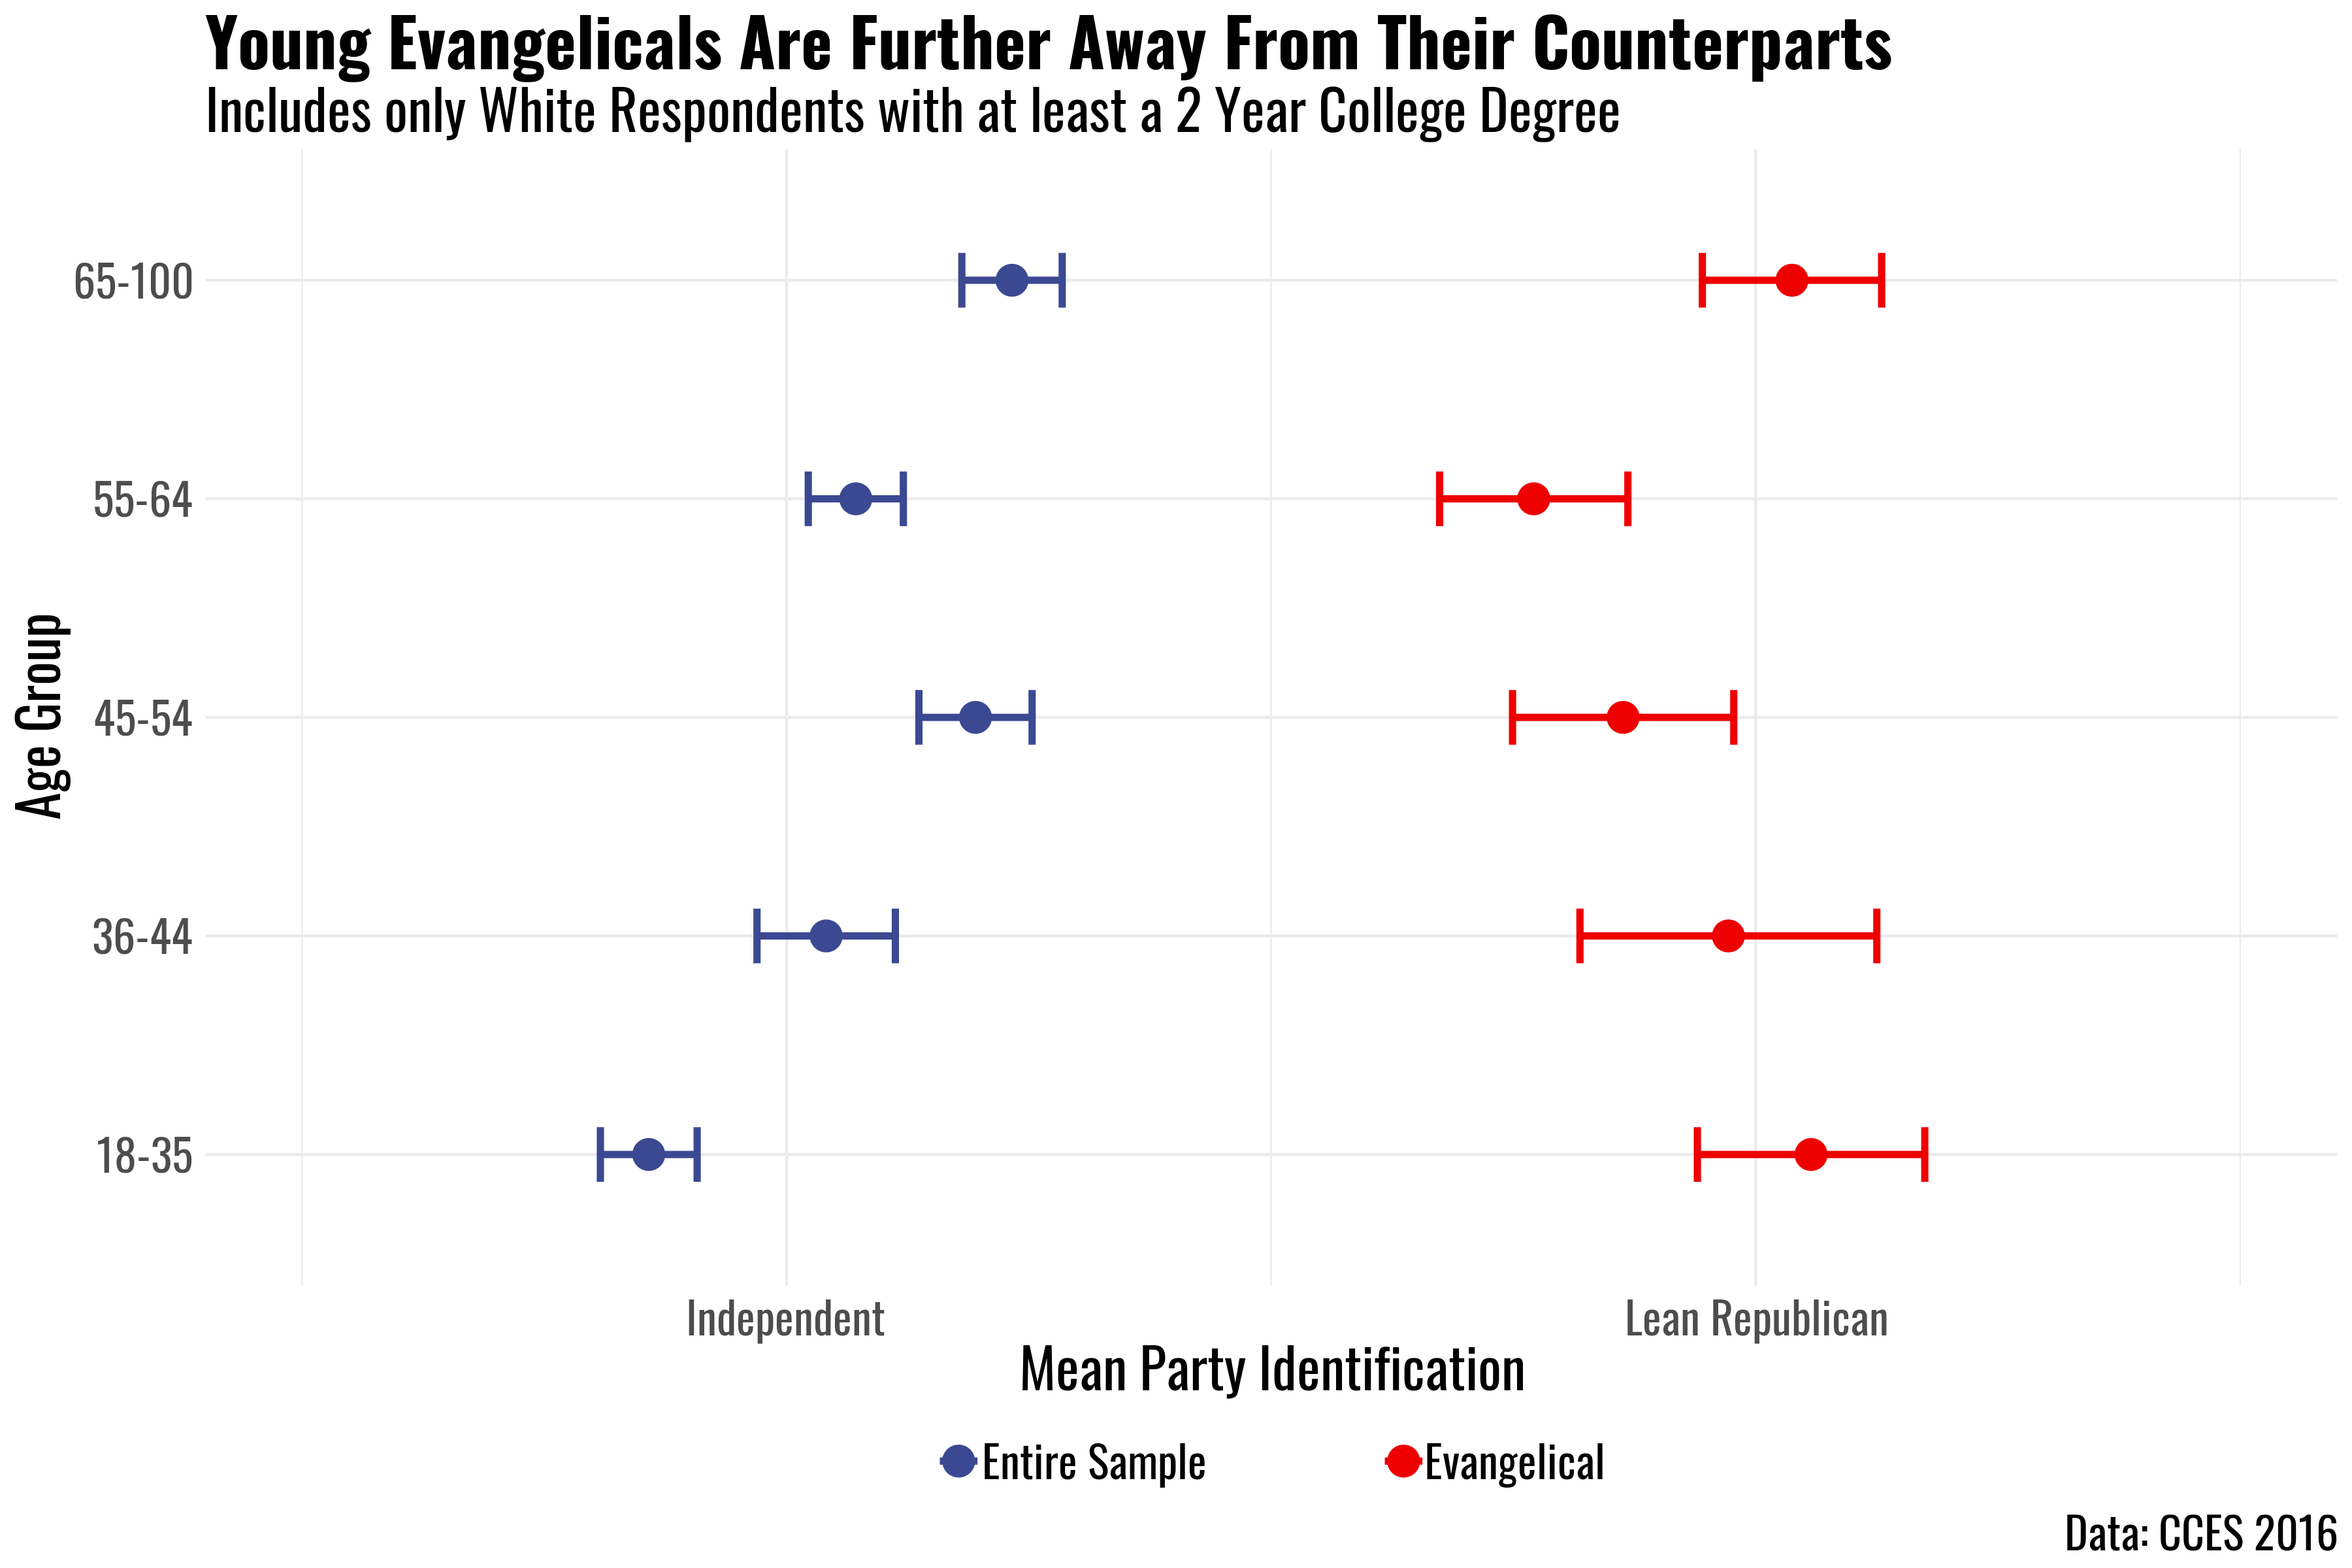 Young Evangelicals Are Further Away From Their Counterparts
Includes only White Respondents with at least a 2 Year College Degree
Age Group
65-100
55-64
45-54
36-44
18-35
Independent
Lean Republican
Mean Party Identification
Entire Sample
Evangelical
Data: CCES 2016